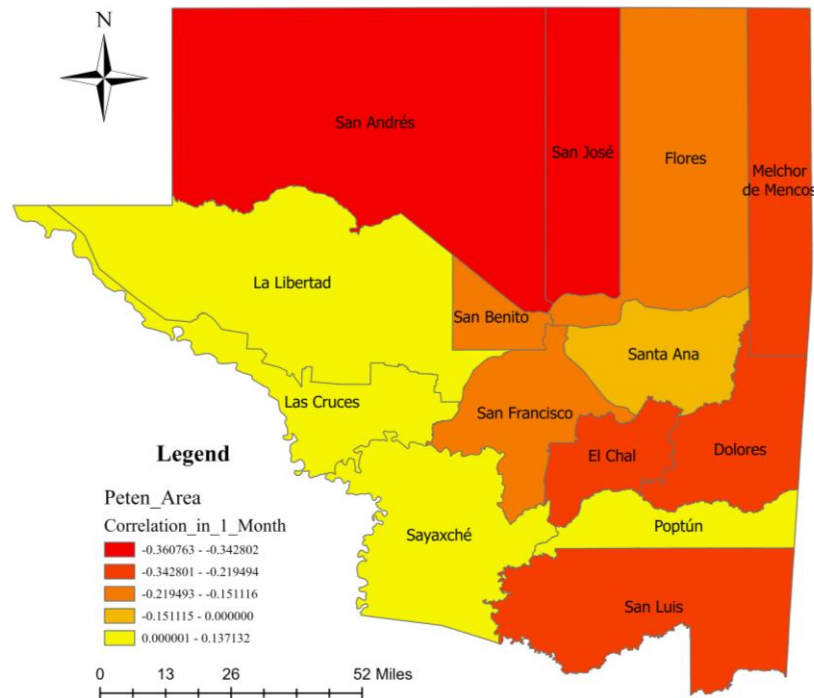 N
San Andrés
San José
Flores
Melchor
de Mencos
La Libertad
San Benito
Santa Ana
Las Cruces
San Francisco
El Chal
Dolores
Sayaxché
Poptún
San Luis
Legend
Peten_Area
Correlation_in_1_Month
-0.360763 - -0.342802
-0.342801 - -0.219494
-0.219493 - -0.151116
-0.151115 - 0.000000
0.000001 - 0.137132
0 13 26 52 Miles